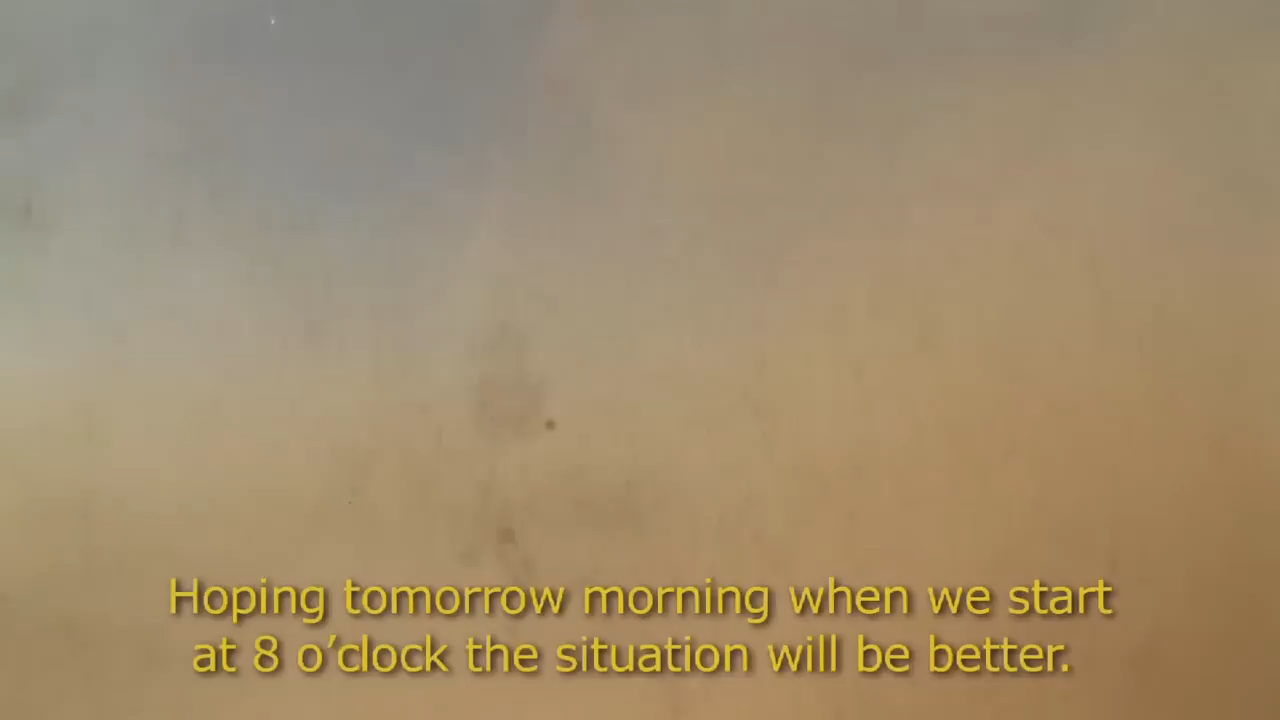 Hoping tomorrow morning when we start
at 8 o’clock the situation will be better.